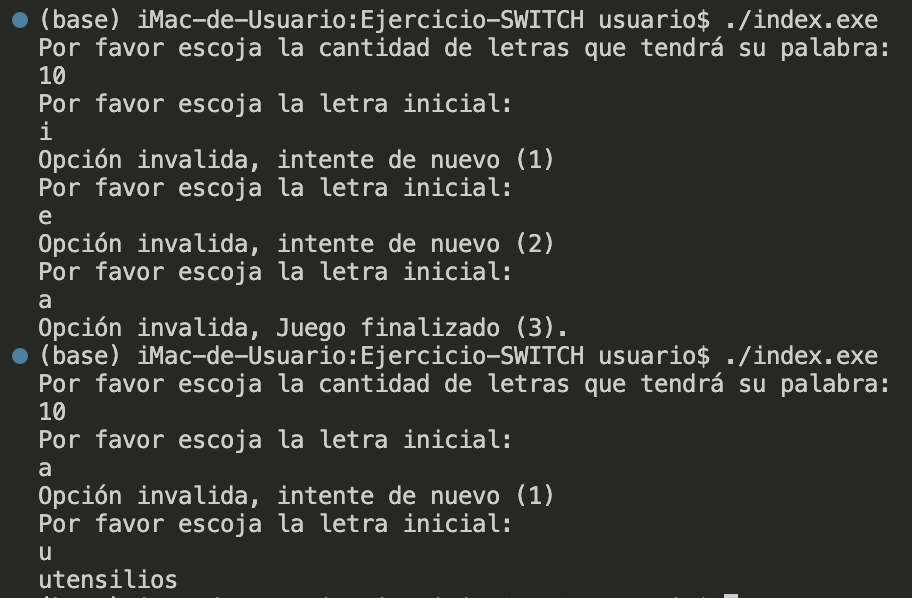 (base) iMac-de-Usuario:Ejercicio-SWITCH usuario$ ./index.exe
Por favor escoja la cantidad de letras que tendrá su palabra:
10
Por favor escoja la letra inicial:
i
Opción invalida, intente de nuevo (1)
Por favor escoja la letra inicial:
e
Opción invalida, intente de nuevo (2)
Por favor escoja la letra inicial:
a
Opción invalida, Juego finalizado (3).
(base) iMac-de-Usuario:Ejercicio-SWITCH usuario$ ./index.exe
Por favor escoja la cantidad de letras que tendrá su palabra:
10
Por favor escoja la letra inicial:
a
Opción invalida, intente de nuevo (1)
Por favor escoja la letra inicial:
u
utensilios